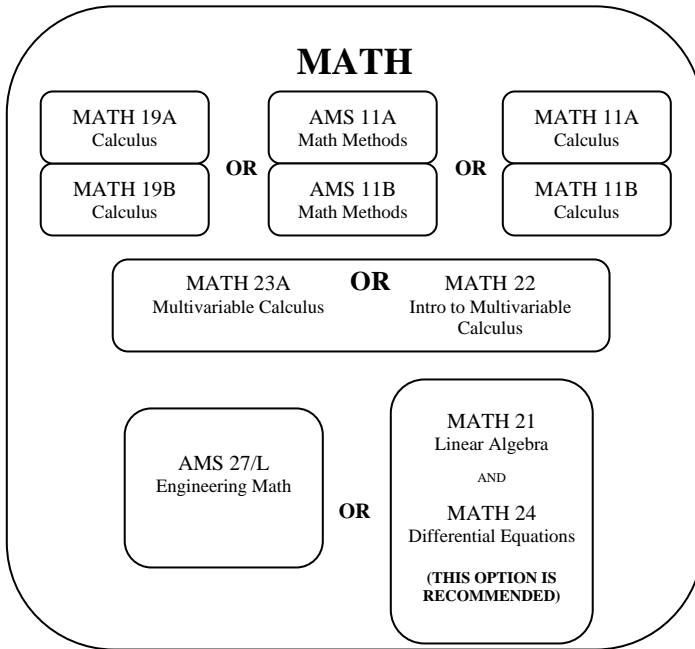 MATH
MATH 19A
Calculus
MATH 19B
Calculus
OR
AMS 11A
Math Methods
AMS 11B
Math Methods
OR
MATH 11A
Calculus
MATH 11B
Calculus
MATH 23A
Multivariable Calculus
OR
MATH 22
Intro to Multivariable
Calculus
AMS 27/L
Engineering Math
OR
MATH 21
Linear Algebra
AND
MATH 24
Differential Equations
(THIS OPTION IS
RECOMMENDED)